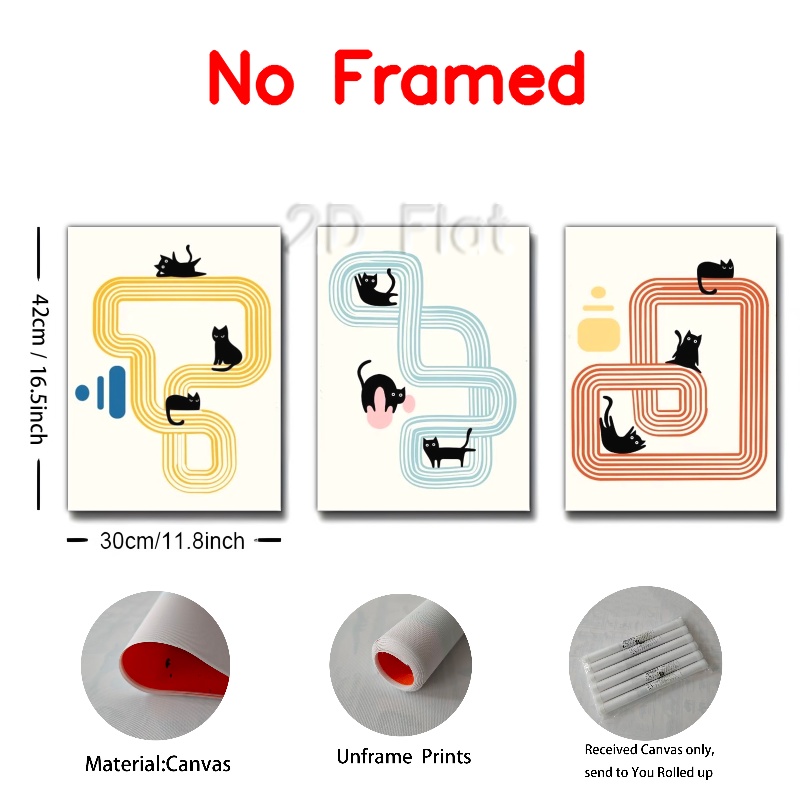 No Framed
2D Flat
42cm / 16.5inch
30cm/11.8inch
Material:Canvas
Unframe Prints
Received Canvas only,
send to You Rolled up